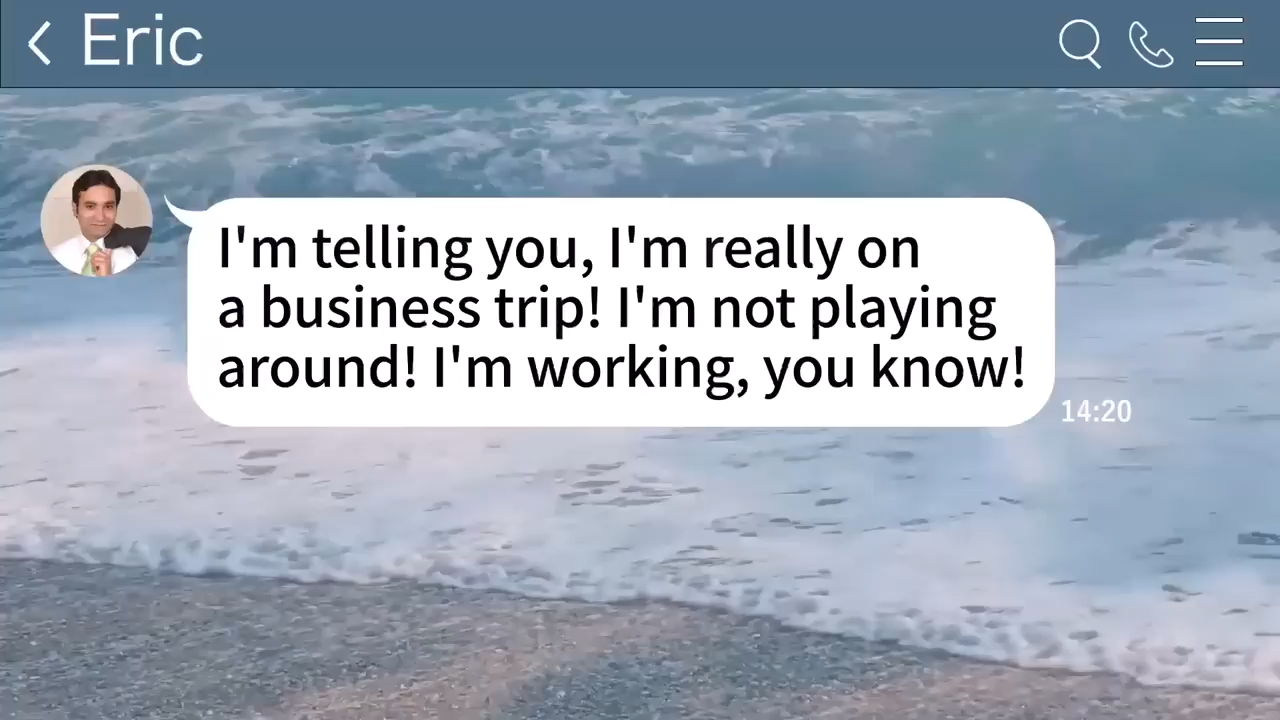 Eric
I'm telling you, I'm really on
a business trip! I'm not playing
around! I'm working, you know!
14:20